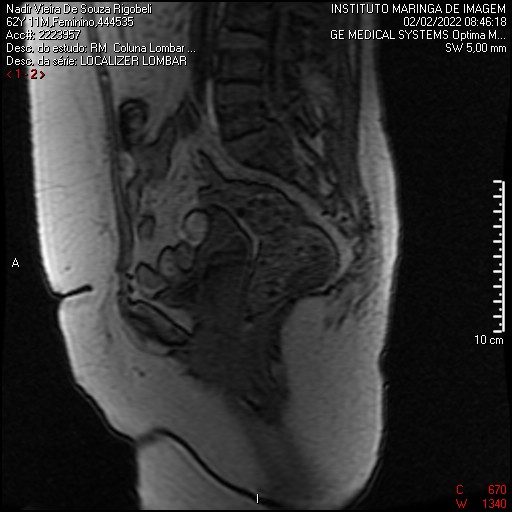 Nadir Vieira De Souza Rigobeli
62Y 11M,Feminino,444535
Acc#: 2223957
Desc. do estudo: RM Coluna Lombar ...
Desc. da série: LOCALIZER LOMBAR
<1 - 2>
INSTITUTO MARINGA DE IMAGEM
02/02/2022 08:46:18
GE MEDICAL SYSTEMS Optima M...
SW 5,00 mm
A
10 cm
I
C 670
W 1340